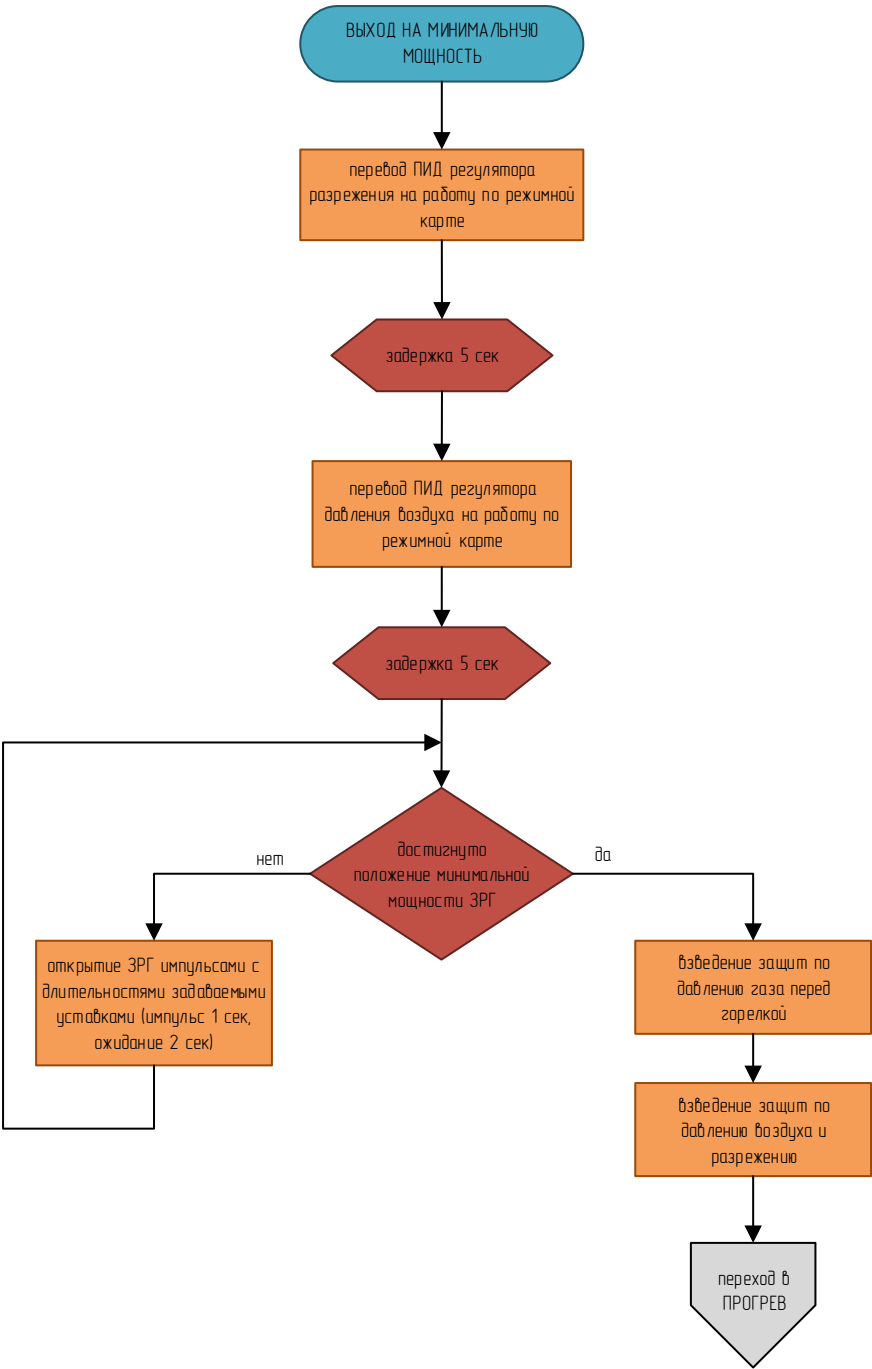 ВЫХОД НА МИНИМАЛЬНУЮ
МОЩНОСТЬ
перевод ПИД регулятора
разрежения на работу по режимной
карте
задержка 5 сек
перевод ПИД регулятора
давления воздуха на работу по
режимной карте
задержка 5 сек
достигнуто
положение минимальной
мощности ЗРГ
нет
да
открытие ЗРГ импульсами с
длительностями задаваемыми
уставками (импульс 1 сек,
ожидание 2 сек)
взведение защит по
давлению газа перед
горелкой
взведение защит по
давлению воздуха и
разрежению
переход в
ПРОГРЕВ